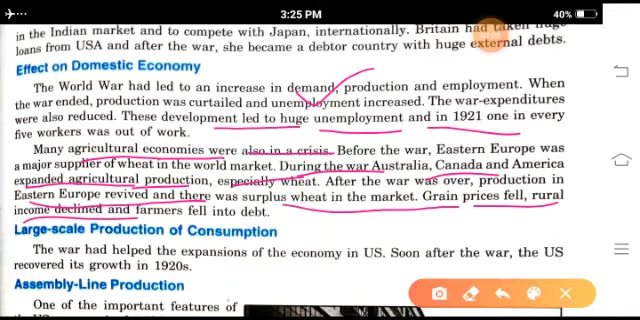 3:25 PM
40%
in the Indian market and to compete with Japan, internationally. Britain had taken huge
loans from USA and after the war, she became a debtor country with huge external debts.
Effect on Domestic Economy
The World War had led to an increase in demand, production and employment. When
the war ended, production was curtailed and unemployment increased. The war-expenditures
were also reduced. These development led to huge unemployment and in 1921 one in every
five workers was out of work.
Many agricultural economies were also in a crisis. Before the war, Eastern Europe was
a major supplier of wheat in the world market. During the war Australia, Canada and America
expanded agricultural production, especially wheat. After the war was over, production in
Eastern Europe revived and there was surplus wheat in the market. Grain prices fell, rural
income declined and farmers fell into debt.
Large-scale Production of Consumption
The war had helped the expansions of the economy in US. Soon after the war, the US
recovered its growth in 1920s.
Assembly-Line Production
One of the important features of